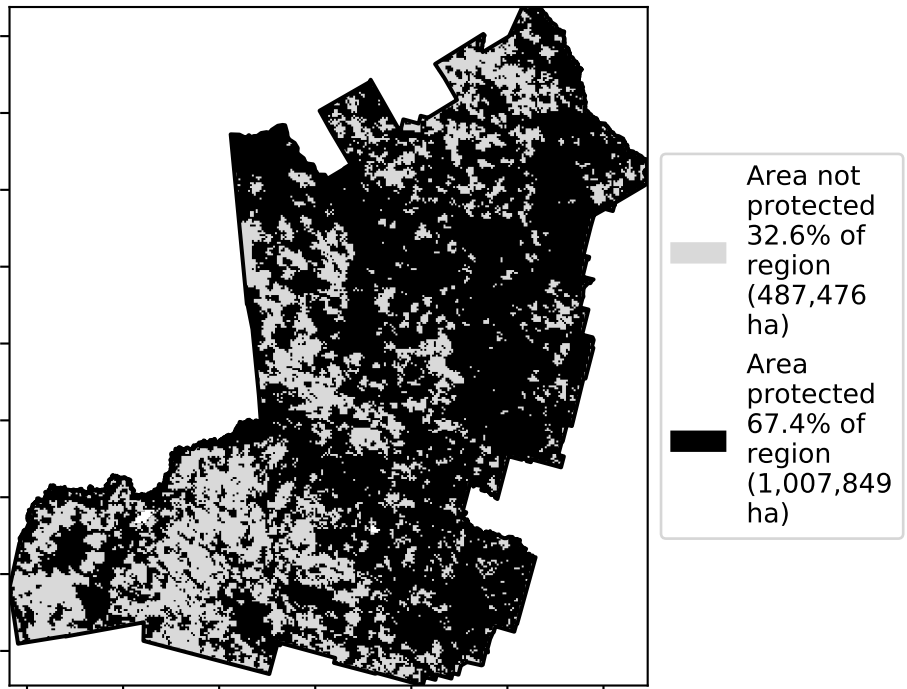 Area not
protected
32.6% of
region
(487,476
ha)
Area
protected
67.4% of
region
(1,007,849
ha)